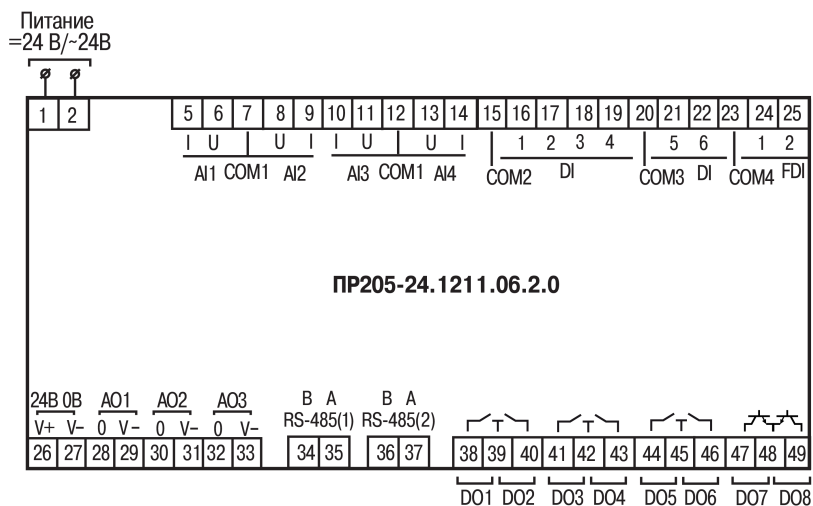 Питание
=24 В/~24В
1 2 5 6 7 8 9 10 11 12 13 14 15 16 17 18 19 20 21 22 23 24 25
I U U I I U U I 1 2 3 4 5 6 1 2
AI1 COM1 AI2 AI3 COM1 AI4 COM2 DI COM3 DI COM4 FDI
ПР205-24.1211.06.2.0
24В 0В АО1 АО2 АО3 В А В А
V+ V– 0 V– 0 V– 0 V– RS-485(1) RS-485(2)
26 27 28 29 30 31 32 33 34 35 36 37 38 39 40 41 42 43 44 45 46 47 48 49
DO1 DO2 DO3 DO4 DO5 DO6 DO7 DO8